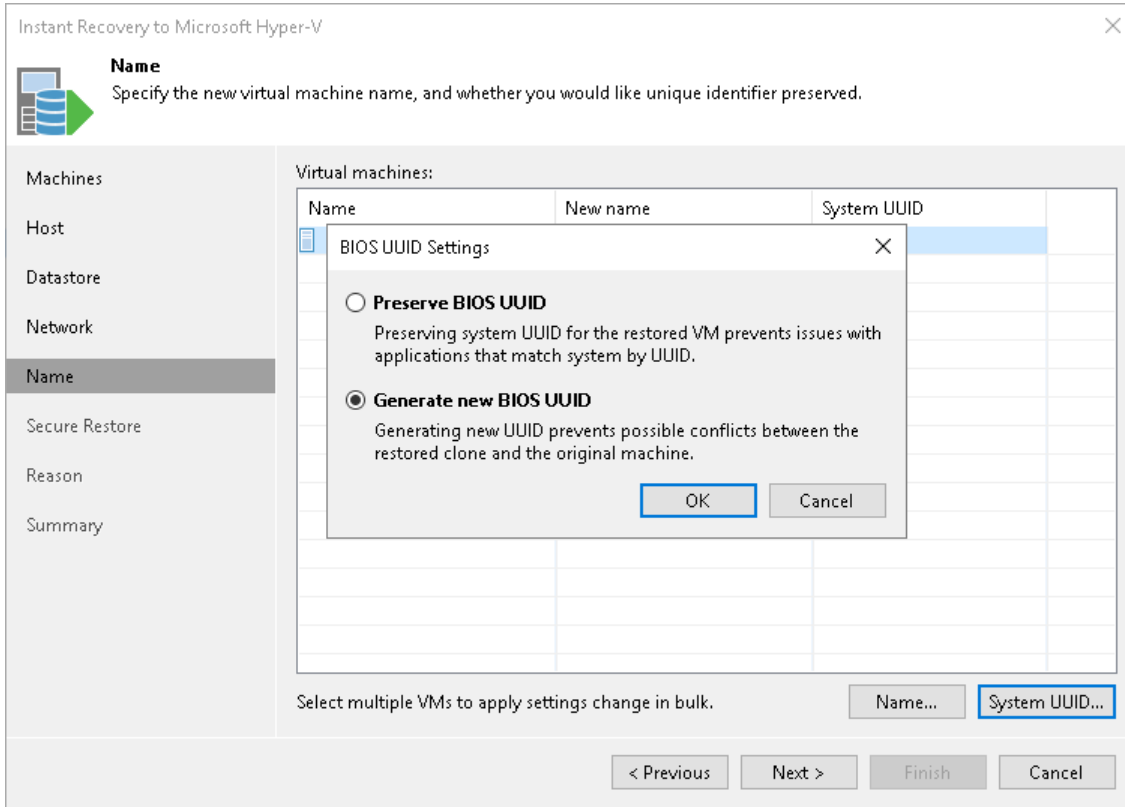 Instant Recovery to Microsoft Hyper-V
Name
Specify the new virtual machine name, and whether you would like unique identifier preserved.
Machines
Host
Datastore
Network
Name
Secure Restore
Reason
Summary
Virtual machines:
Name New name System UUID
BIOS UUID Settings
Preserve BIOS UUID
Preserving system UUID for the restored VM prevents issues with
applications that match system by UUID.
Generate new BIOS UUID
Generating new UUID prevents possible conflicts between the
restored clone and the original machine.
OK Cancel
Select multiple VMs to apply settings change in bulk. Name... System UUID...
< Previous Next > Finish Cancel